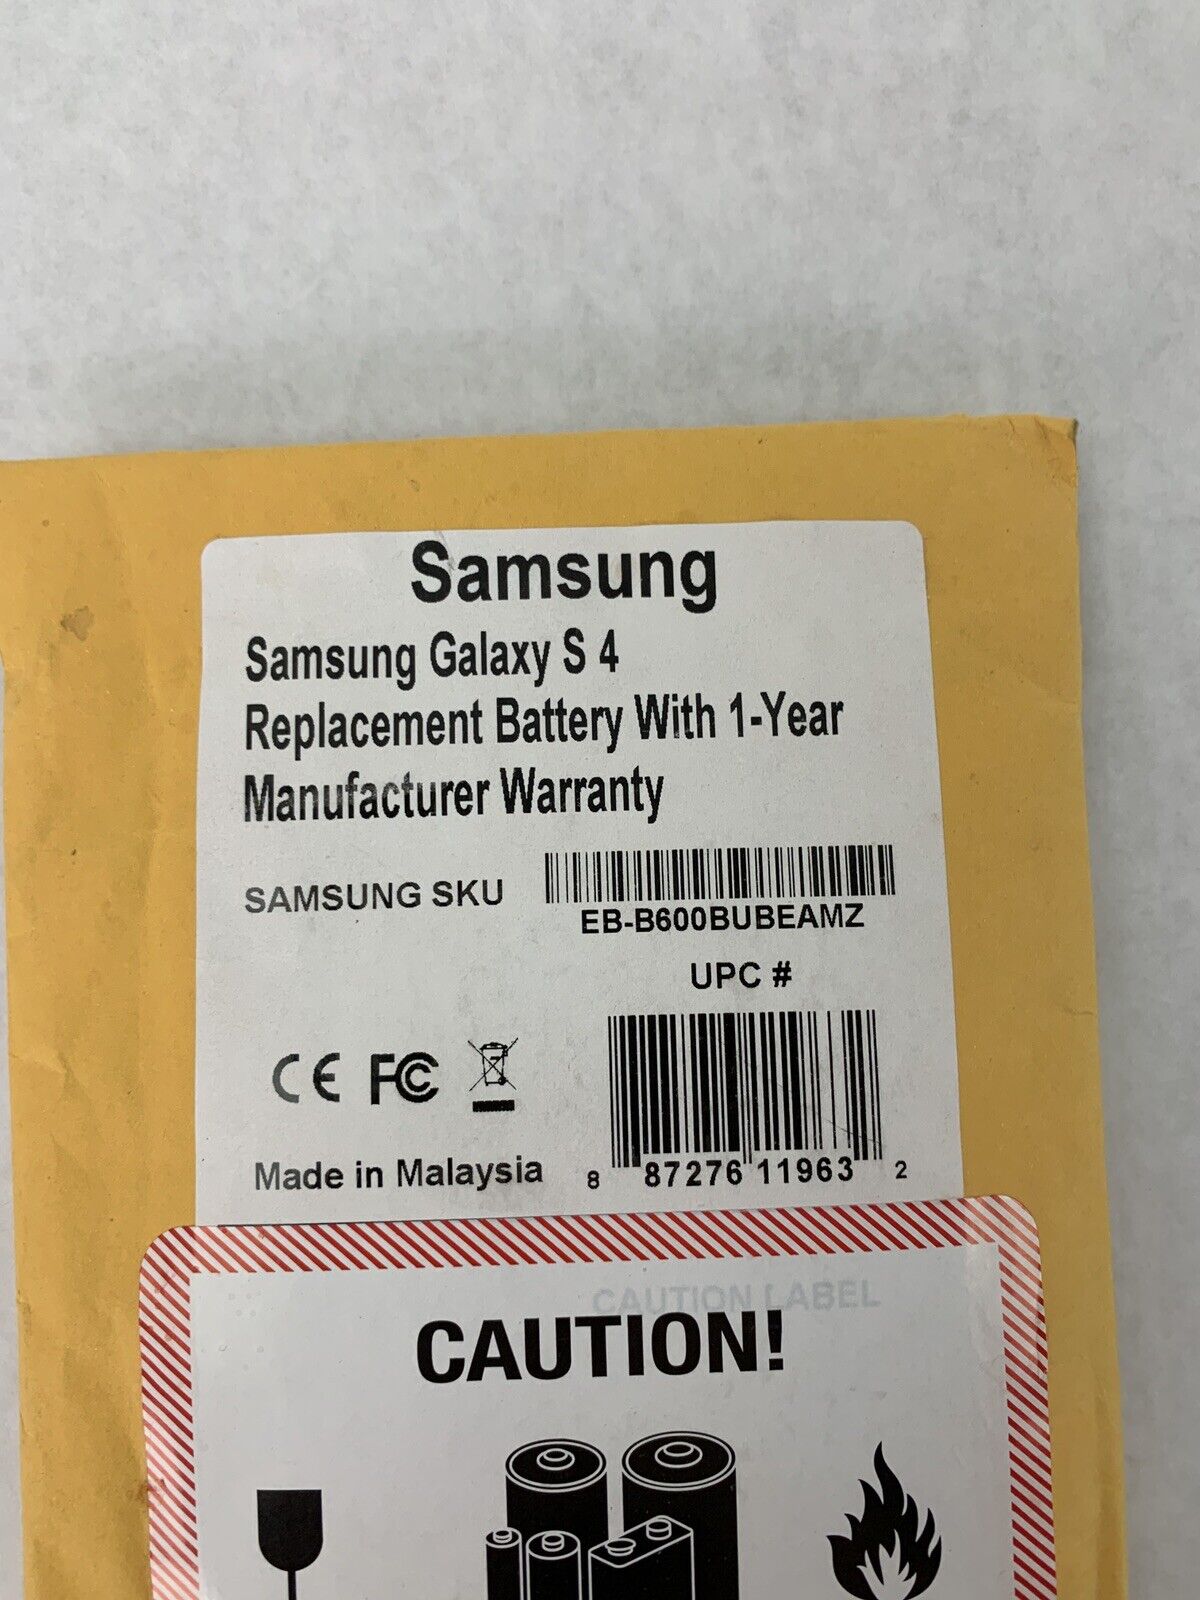 Samsung
Samsung Galaxy S 4
Replacement Battery With 1-Year
Manufacturer Warranty
SAMSUNG SKU
EB-B600BUBEAMZ
UPC #
CE FC
Made in Malaysia
8 87276 11963 2
CAUTION LABEL
CAUTION!